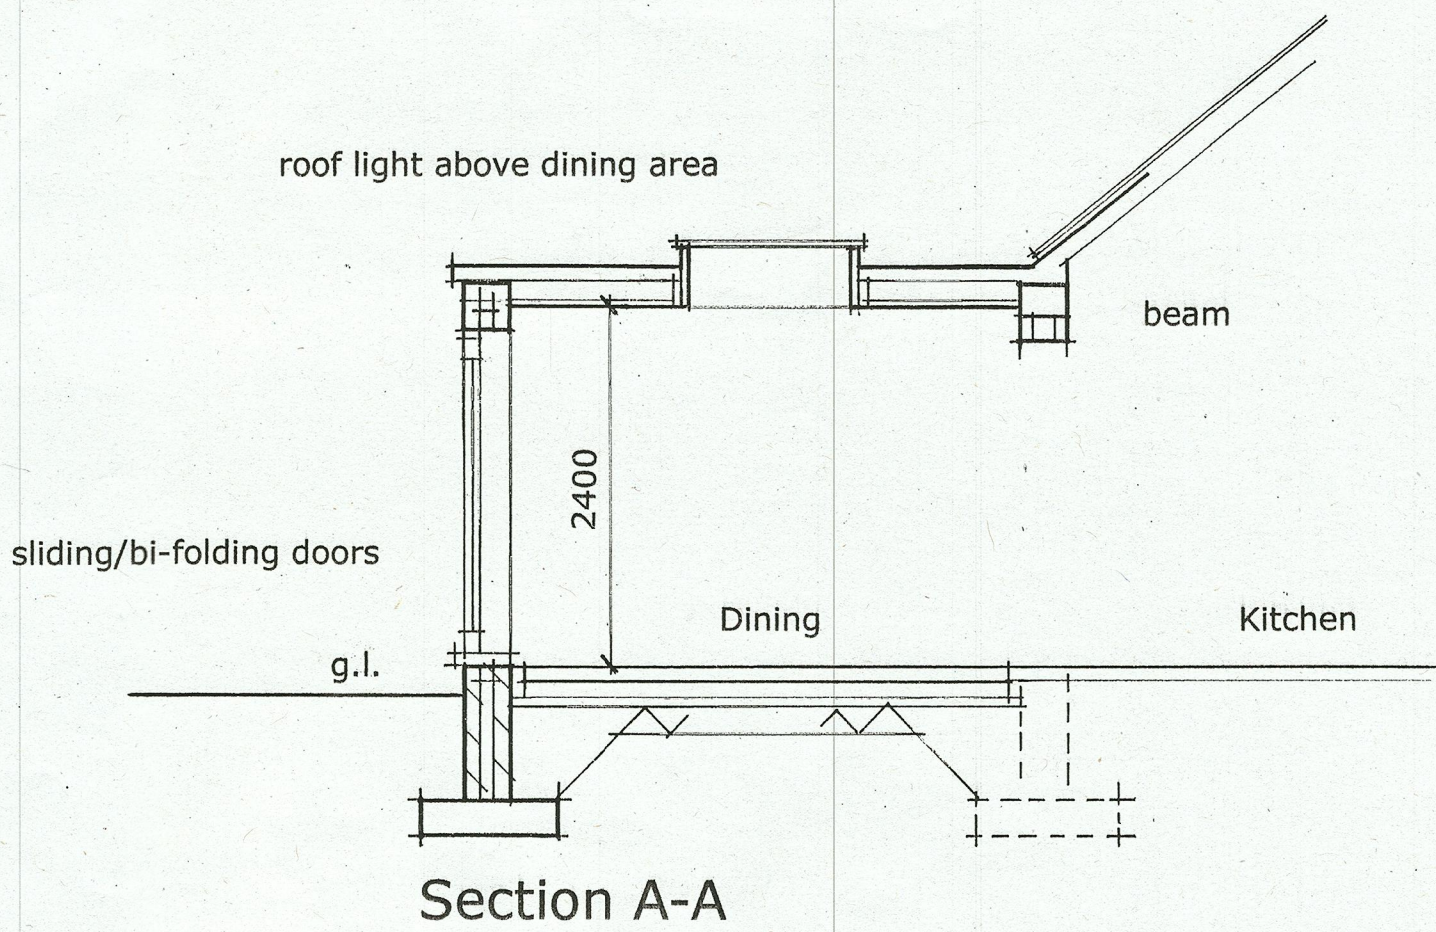 roof light above dining area
beam
2400
sliding/bi-folding doors
Dining
Kitchen
g.l.
Section A-A